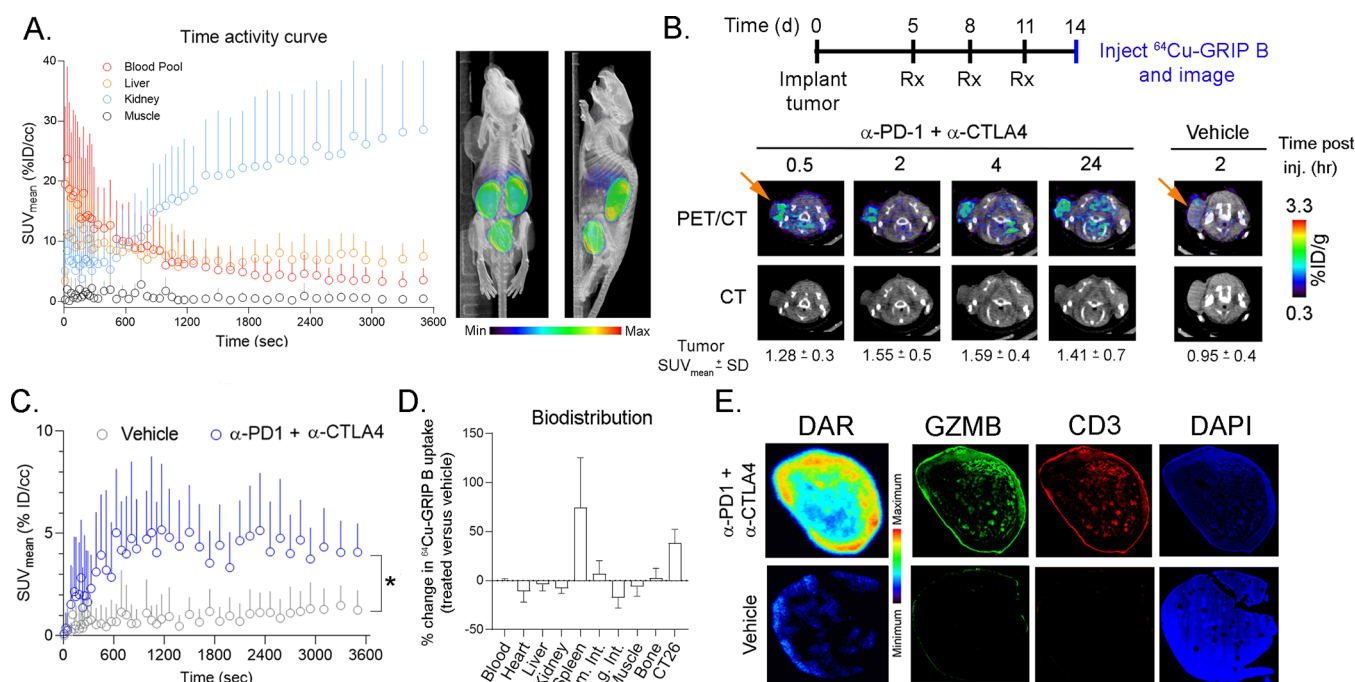 A.
Time activity curve
SUVmean (%ID/cc)
40
30
20
10
0
Blood Pool
Liver
Kidney
Muscle
0 600 1200 1800 2400 3000 3600
Time (sec)
Min Max
B.
Time (d) 0 5 8 11 14
Implant tumor
Rx Rx Rx
Inject ⁶⁴Cu-GRIP B
and image
α-PD-1 + α-CTLA4
Vehicle
0.5 2 4 24 2
Time post
inj. (hr)
PET/CT
CT
3.3
%ID/g
0.3
Tumor
SUVmean ± SD
1.28 ± 0.3 1.55 ± 0.5 1.59 ± 0.4 1.41 ± 0.7 0.95 ± 0.4
C.
Vehicle α-PD1 + α-CTLA4
SUVmean (% ID/cc)
10
5
0
*
0 600 1200 1800 2400 3000 3600
Time (sec)
D.
Biodistribution
% change in ⁶⁴Cu-GRIP B uptake
(treated versus vehicle)
150
100
50
0
-50
Blood
Heart
Liver
Kidney
Spleen
m. Int.
g. Int.
Muscle
Bone
CT26
E.
DAR GZMB CD3 DAPI
α-PD1 +
α-CTLA4
Vehicle
Maximum
Minimum